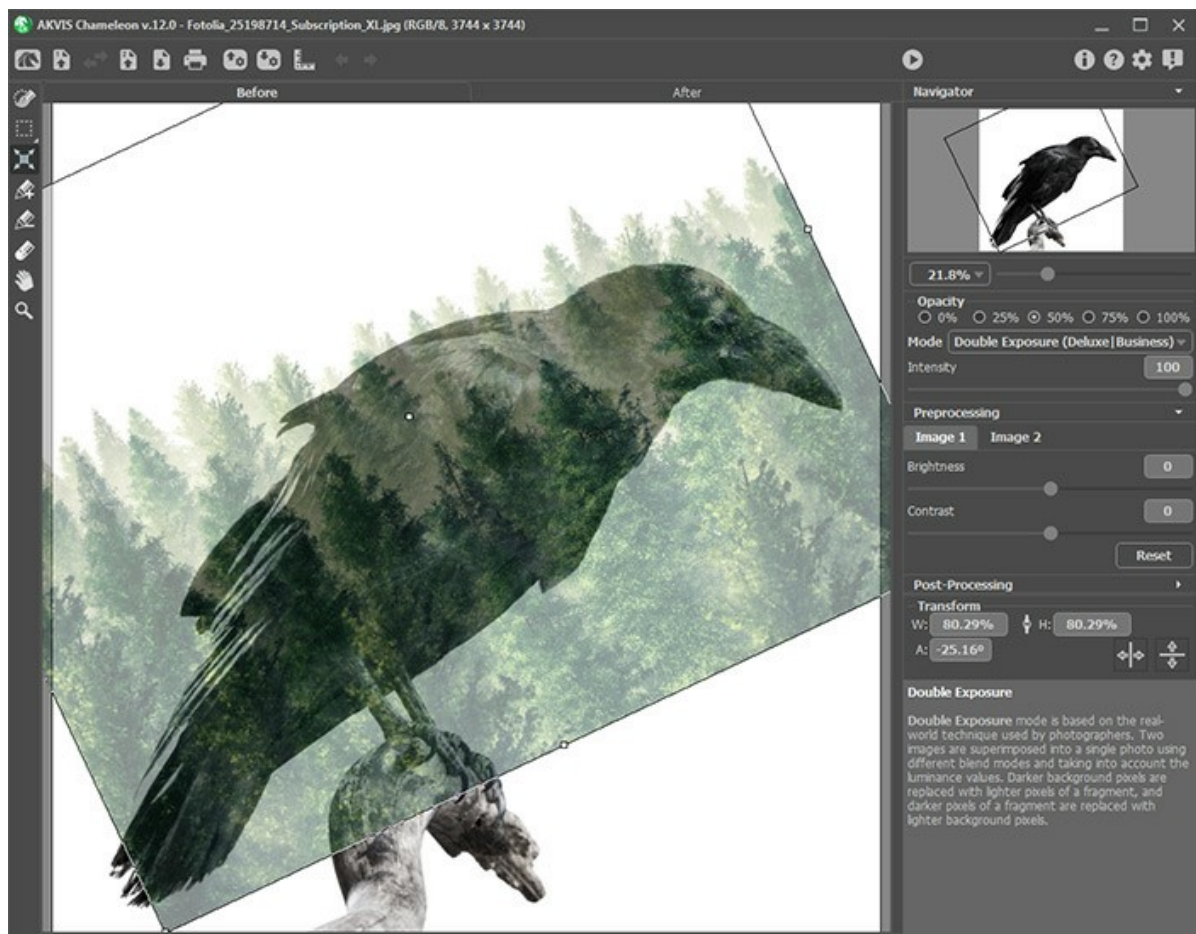 AKVIS Chameleon v.12.0 - Fotolia_25198714_Subscription_XL.jpg (RGB/8, 3744 x 3744)
Before
After
Navigator
21.8%
Opacity
0% 25% 50% 75% 100%
Mode Double Exposure (Deluxe|Business)
Intensity 100
Preprocessing
Image 1 Image 2
Brightness 0
Contrast 0
Reset
Post-Processing
Transform
W: 80.29% H: 80.29%
A: -25.16º
Double Exposure
Double Exposure mode is based on the real-
world technique used by photographers. Two
images are superimposed into a single photo using
different blend modes and taking into account the
luminance values. Darker background pixels are
replaced with lighter pixels of a fragment, and
darker pixels of a fragment are replaced with
lighter background pixels.